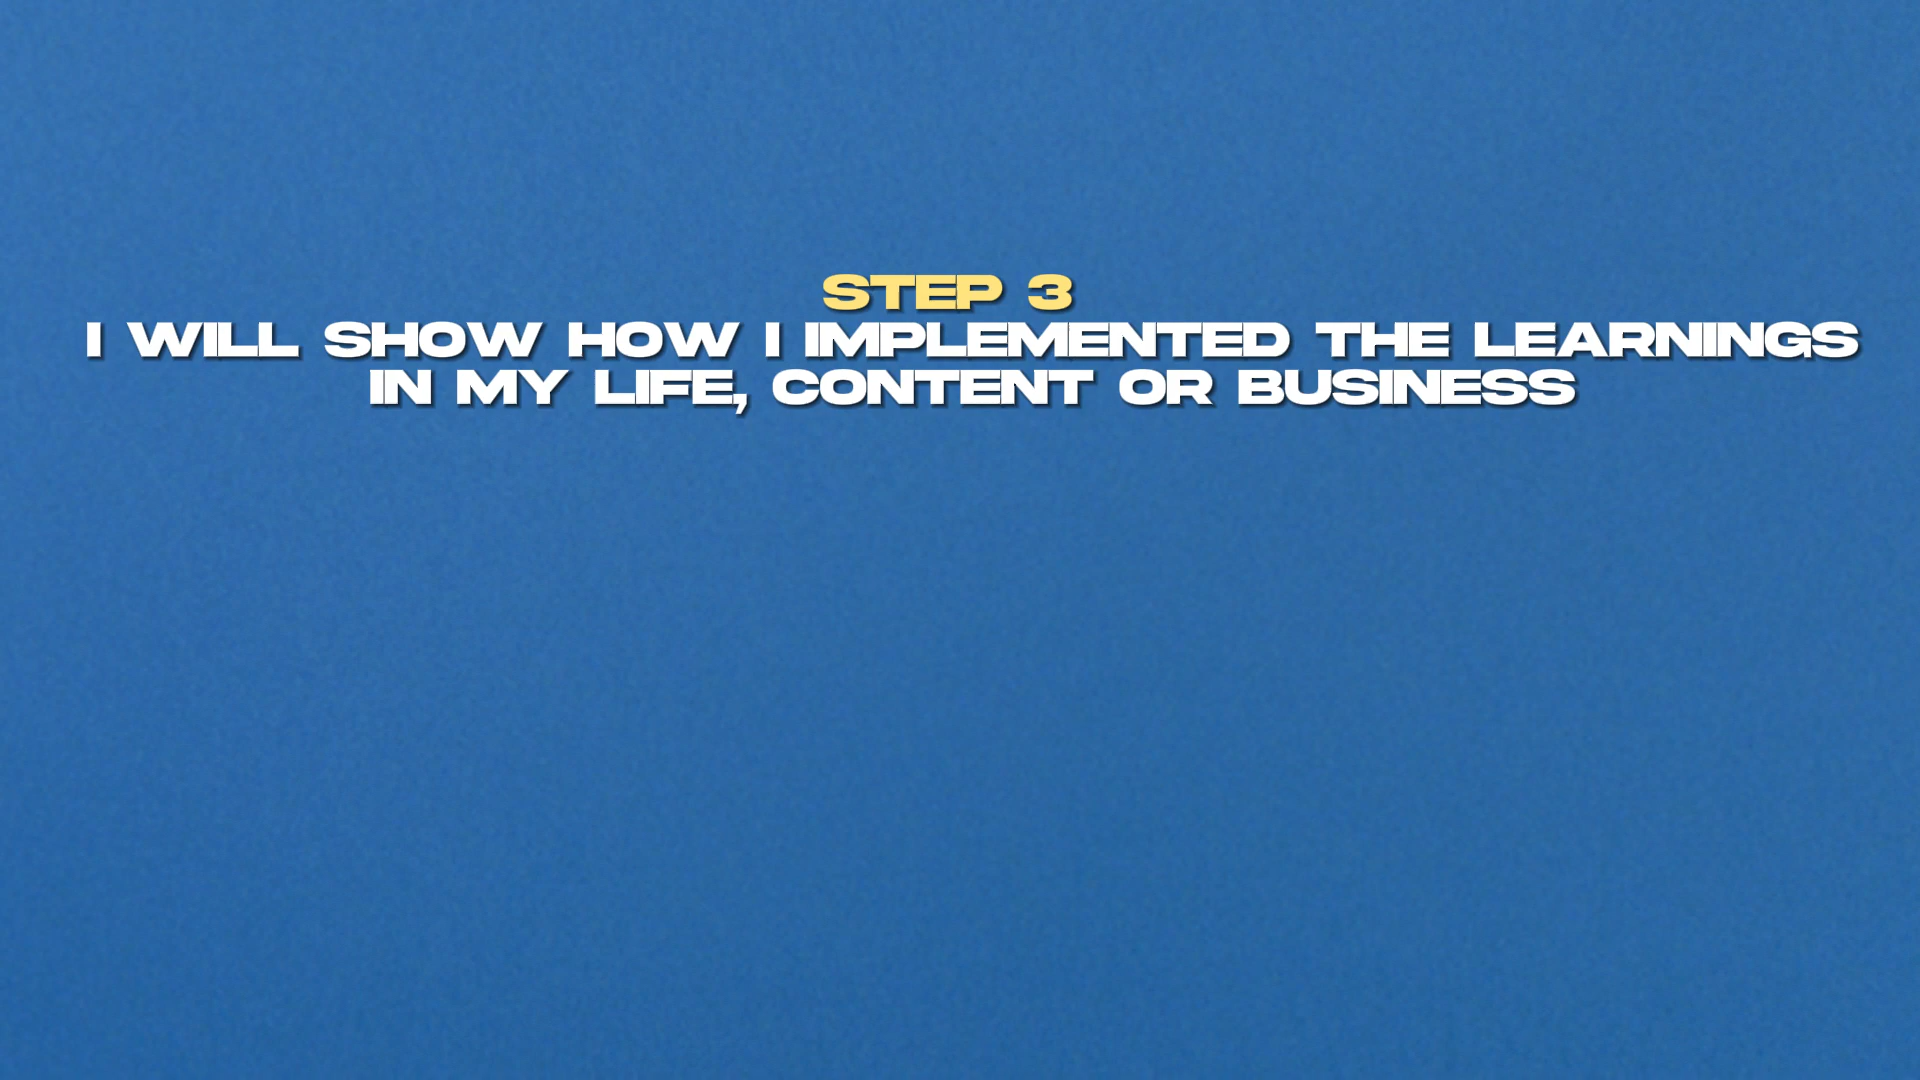 STEP 3
I WILL SHOW HOW I IMPLEMENTED THE LEARNINGS
IN MY LIFE, CONTENT OR BUSINESS